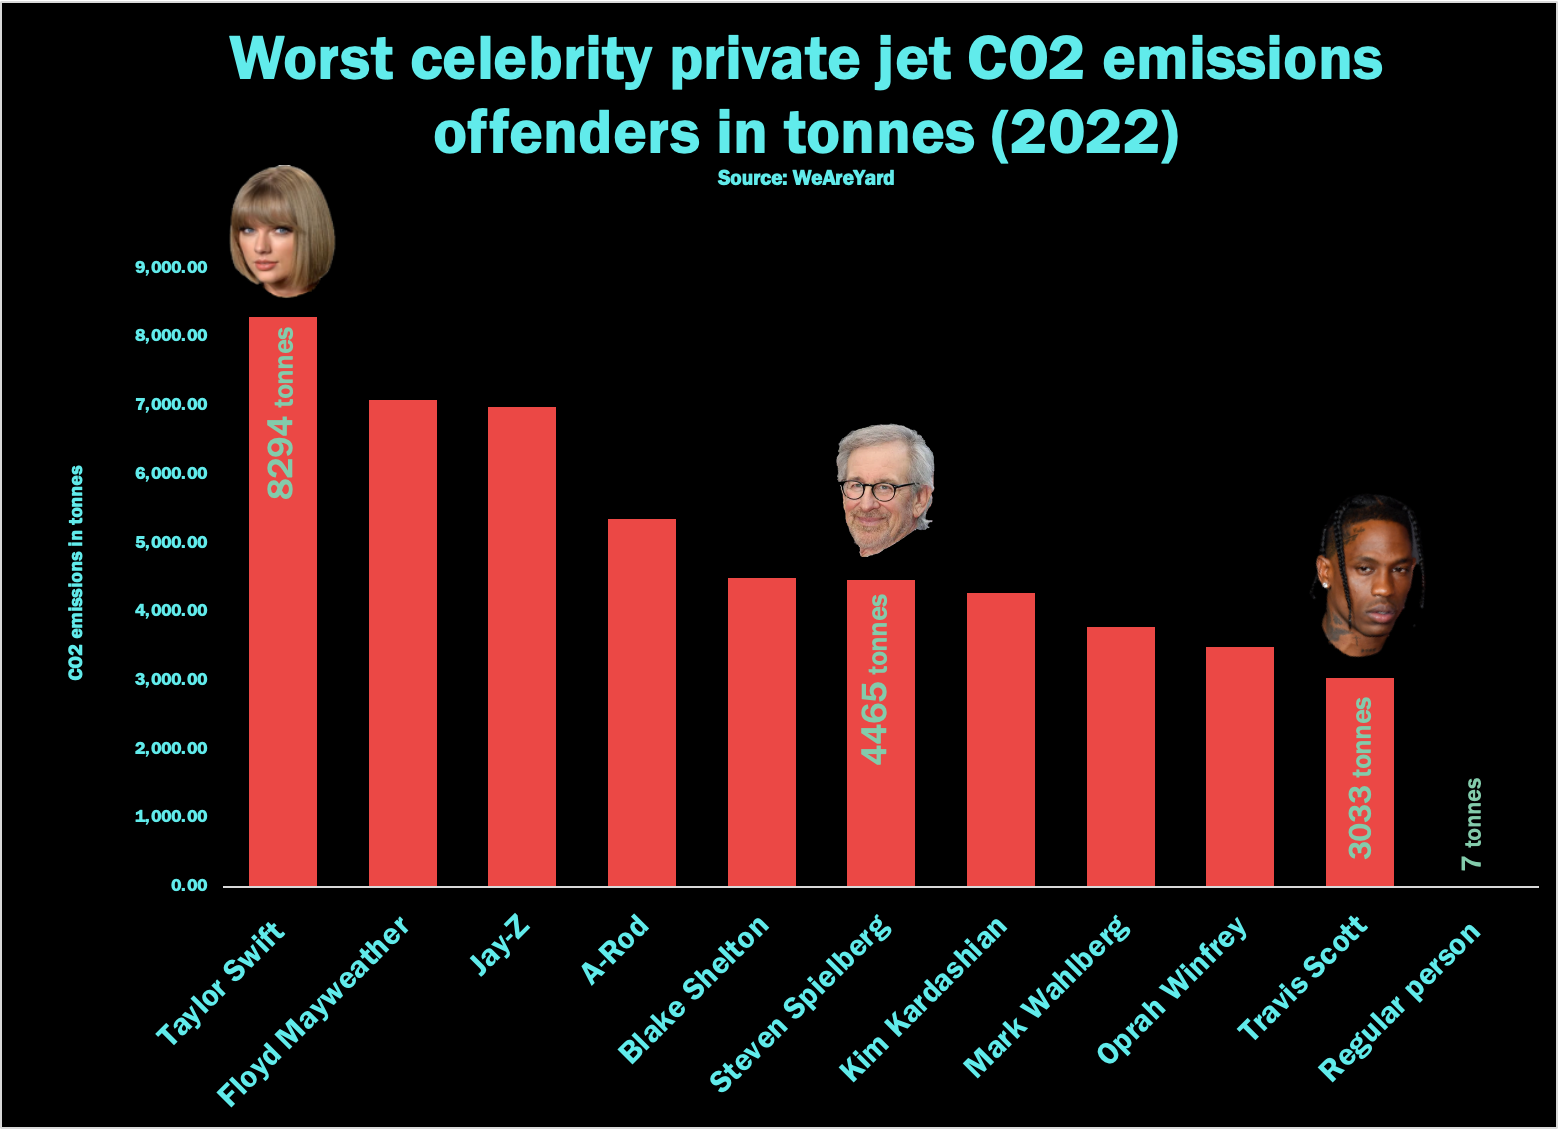 Worst celebrity private jet CO2 emissions
offenders in tonnes (2022)
Source: WeAreYard
CO2 emissions in tonnes
9,000.00
8,000.00
7,000.00
6,000.00
5,000.00
4,000.00
3,000.00
2,000.00
1,000.00
0.00
8294 tonnes
4465 tonnes
3033 tonnes
7 tonnes
Taylor Swift
Floyd Mayweather
Jay-Z
A-Rod
Blake Shelton
Steven Spielberg
Kim Kardashian
Mark Wahlberg
Oprah Winfrey
Travis Scott
Regular person